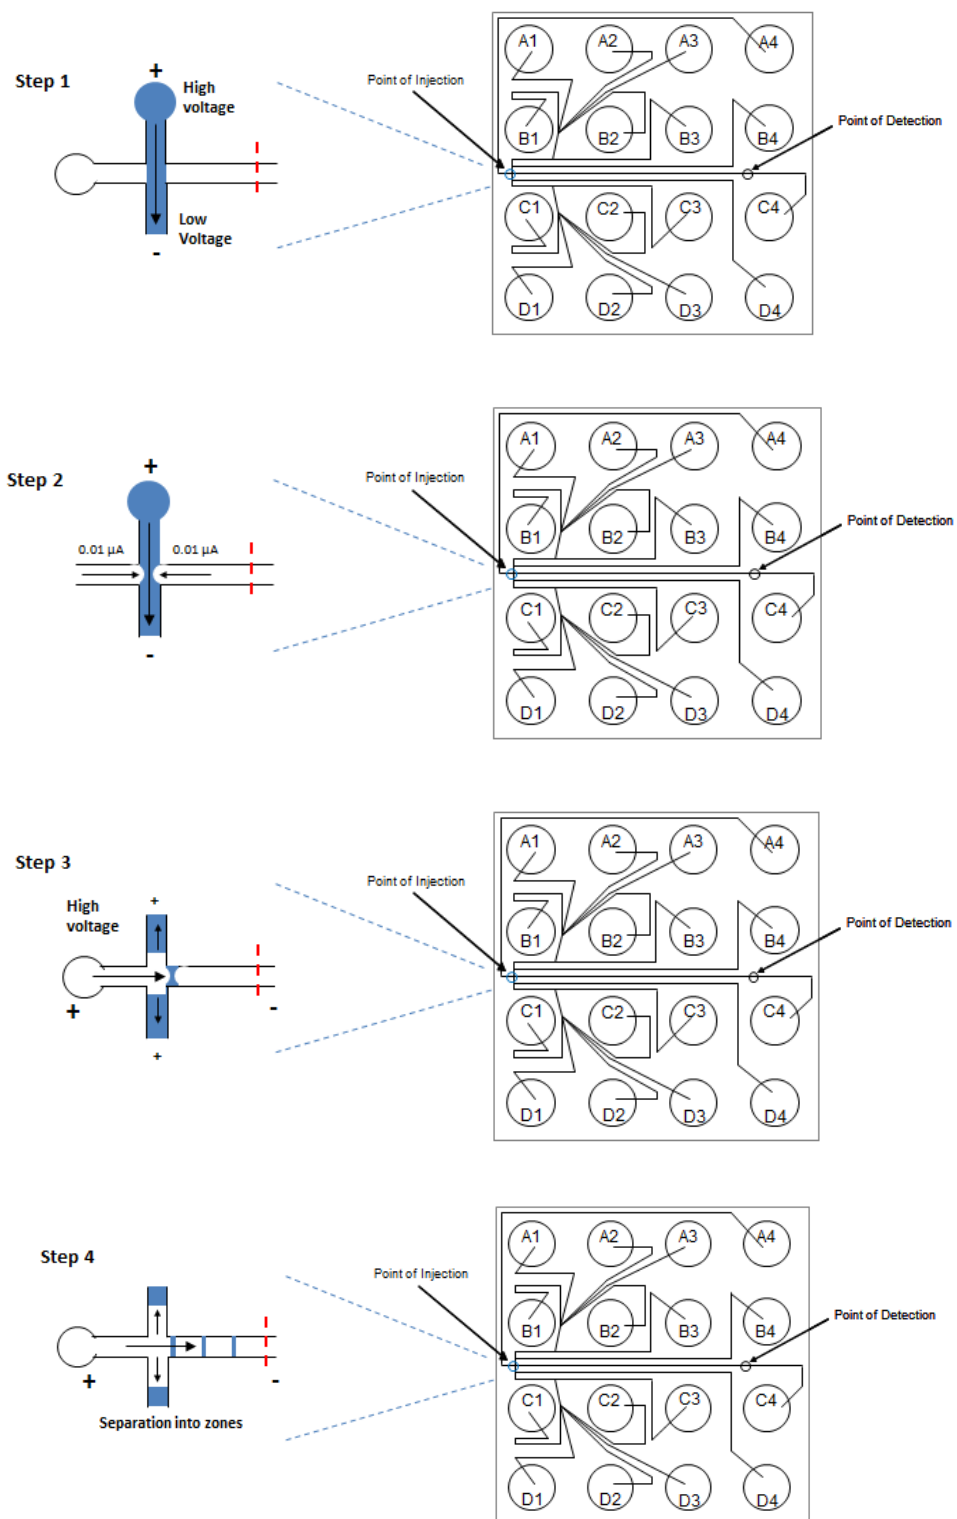 Step 1
+
High
voltage
Low
Voltage
-
Point of Injection
A1 A2 A3 A4
B1 B2 B3 B4
Point of Detection
C1 C2 C3 C4
D1 D2 D3 D4
Step 2
+
0.01 µA 0.01 µA
-
Point of Injection
A1 A2 A3 A4
B1 B2 B3 B4
Point of Detection
C1 C2 C3 C4
D1 D2 D3 D4
Step 3
High
voltage
+
+
-
+
Point of Injection
A1 A2 A3 A4
B1 B2 B3 B4
Point of Detection
C1 C2 C3 C4
D1 D2 D3 D4
Step 4
+
-
Separation into zones
Point of Injection
A1 A2 A3 A4
B1 B2 B3 B4
Point of Detection
C1 C2 C3 C4
D1 D2 D3 D4